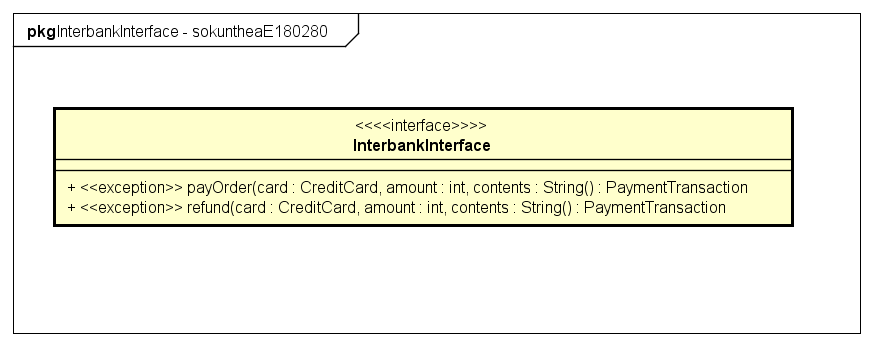 pkgInterbankInterface - sokuntheaE180280
<<<<interface>>>>
InterbankInterface
+ <<exception>> payOrder(card : CreditCard, amount : int, contents : String() : PaymentTransaction
+ <<exception>> refund(card : CreditCard, amount : int, contents : String() : PaymentTransaction